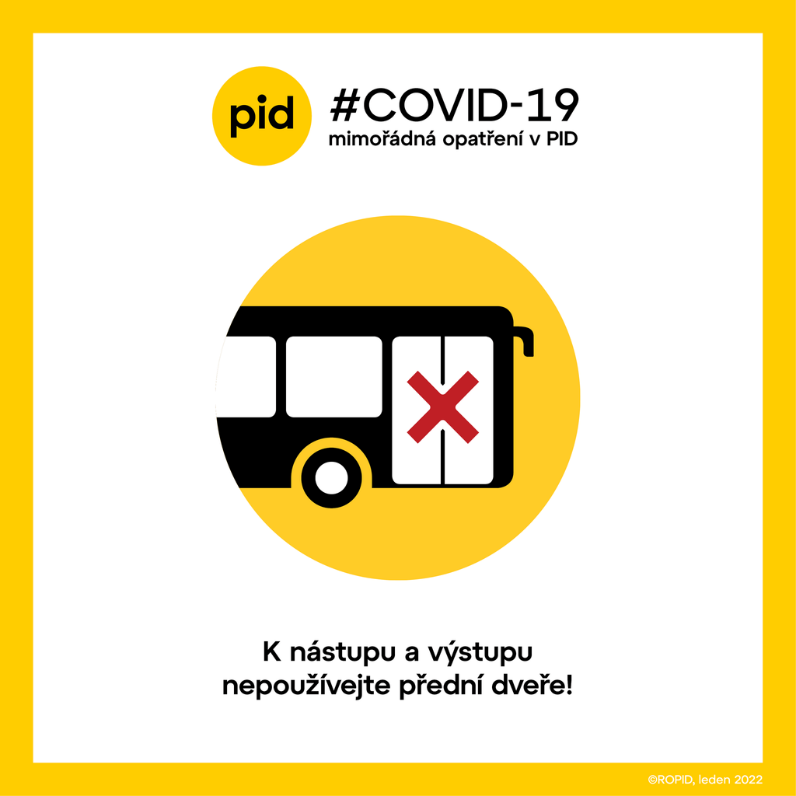 pid
#COVID-19
mimořádná opatření v PID
K nástupu a výstupu
nepoužívejte přední dveře!
©ROPID, leden 2022